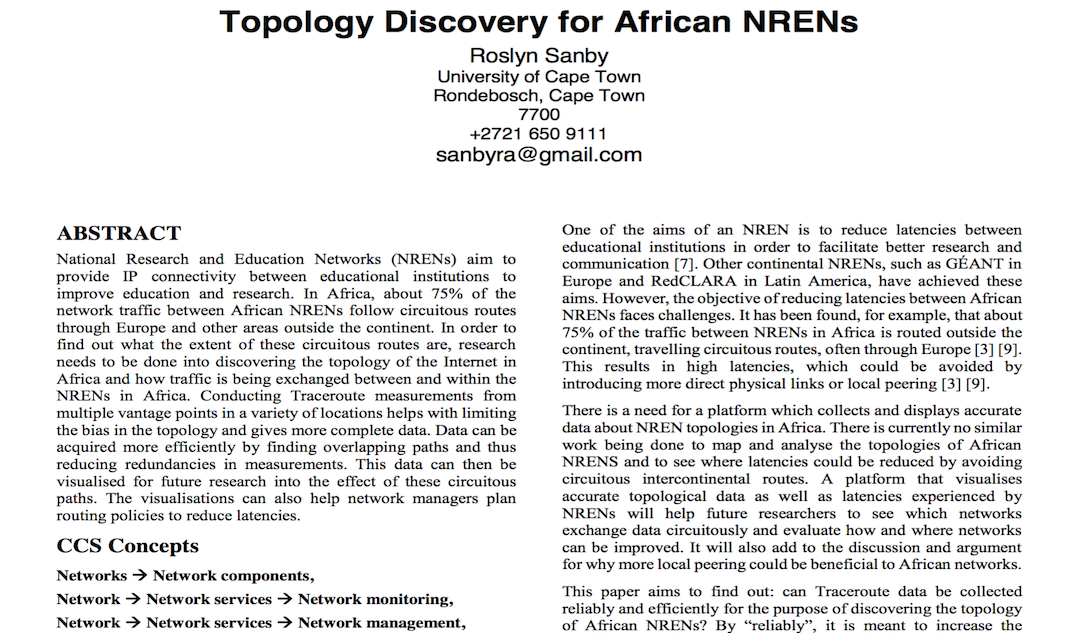 Topology Discovery for African NRENs
Roslyn Sanby
University of Cape Town
Rondebosch, Cape Town
7700
+2721 650 9111
sanbyra@gmail.com
ABSTRACT
National Research and Education Networks (NRENs) aim to
provide IP connectivity between educational institutions to
improve education and research. In Africa, about 75% of the
network traffic between African NRENs follow circuitous routes
through Europe and other areas outside the continent. In order to
find out what the extent of these circuitous routes are, research
needs to be done into discovering the topology of the Internet in
Africa and how traffic is being exchanged between and within the
NRENs in Africa. Conducting Traceroute measurements from
multiple vantage points in a variety of locations helps with limiting
the bias in the topology and gives more complete data. Data can be
acquired more efficiently by finding overlapping paths and thus
reducing redundancies in measurements. This data can then be
visualised for future research into the effect of these circuitous
paths. The visualisations can also help network managers plan
routing policies to reduce latencies.
CCS Concepts
Networks → Network components,
Network → Network services → Network monitoring,
Network → Network services → Network management,
One of the aims of an NREN is to reduce latencies between
educational institutions in order to facilitate better research and
communication [7]. Other continental NRENs, such as GÉANT in
Europe and RedCLARA in Latin America, have achieved these
aims. However, the objective of reducing latencies between African
NRENs faces challenges. It has been found, for example, that about
75% of the traffic between NRENs in Africa is routed outside the
continent, travelling circuitous routes, often through Europe [3] [9].
This results in high latencies, which could be avoided by
introducing more direct physical links or local peering [3] [9].
There is a need for a platform which collects and displays accurate
data about NREN topologies in Africa. There is currently no similar
work being done to map and analyse the topologies of African
NRENS and to see where latencies could be reduced by avoiding
circuitous intercontinental routes. A platform that visualises
accurate topological data as well as latencies experienced by
NRENs will help future researchers to see which networks
exchange data circuitously and evaluate how and where networks
can be improved. It will also add to the discussion and argument
for why more local peering could be beneficial to African networks.
This paper aims to find out: can Traceroute data be collected
reliably and efficiently for the purpose of discovering the topology
of African NRENs? By “reliably”, it is meant to increase the